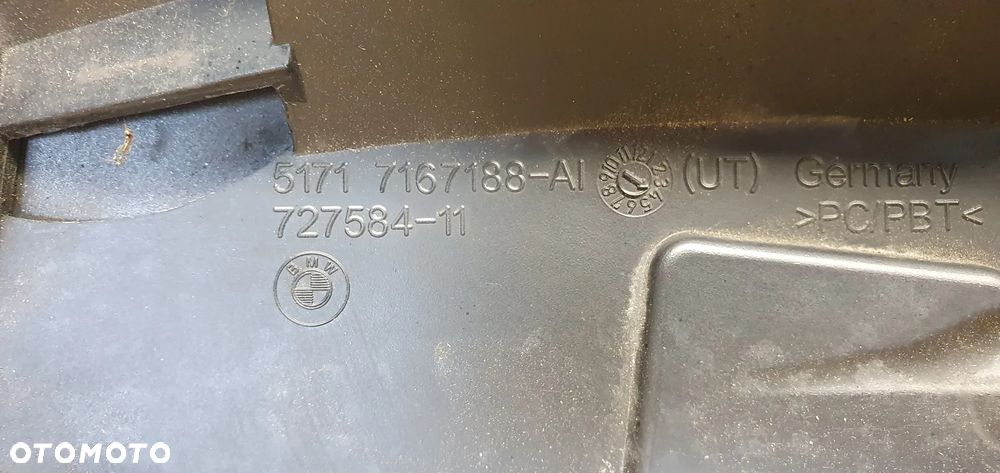 5171 7167188-AI (UT) Germany
727584-11 >PC/PBT<
BMW
OTOMOTO